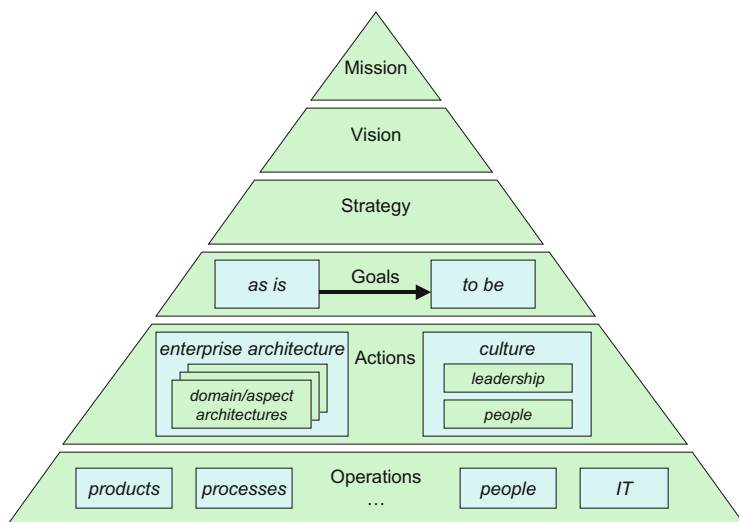 Mission
Vision
Strategy
Goals
as is
to be
enterprise architecture
Actions
culture
domain/aspect
architectures
leadership
people
Operations
products
processes
...
people
IT